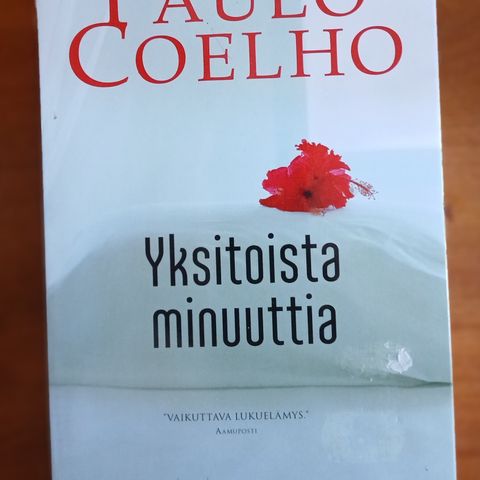 PAULO
COELHO
Yksitoista
minuuttia
"VAIKUTTAVA LUKUELÄMYS."
AAMUPOSTI